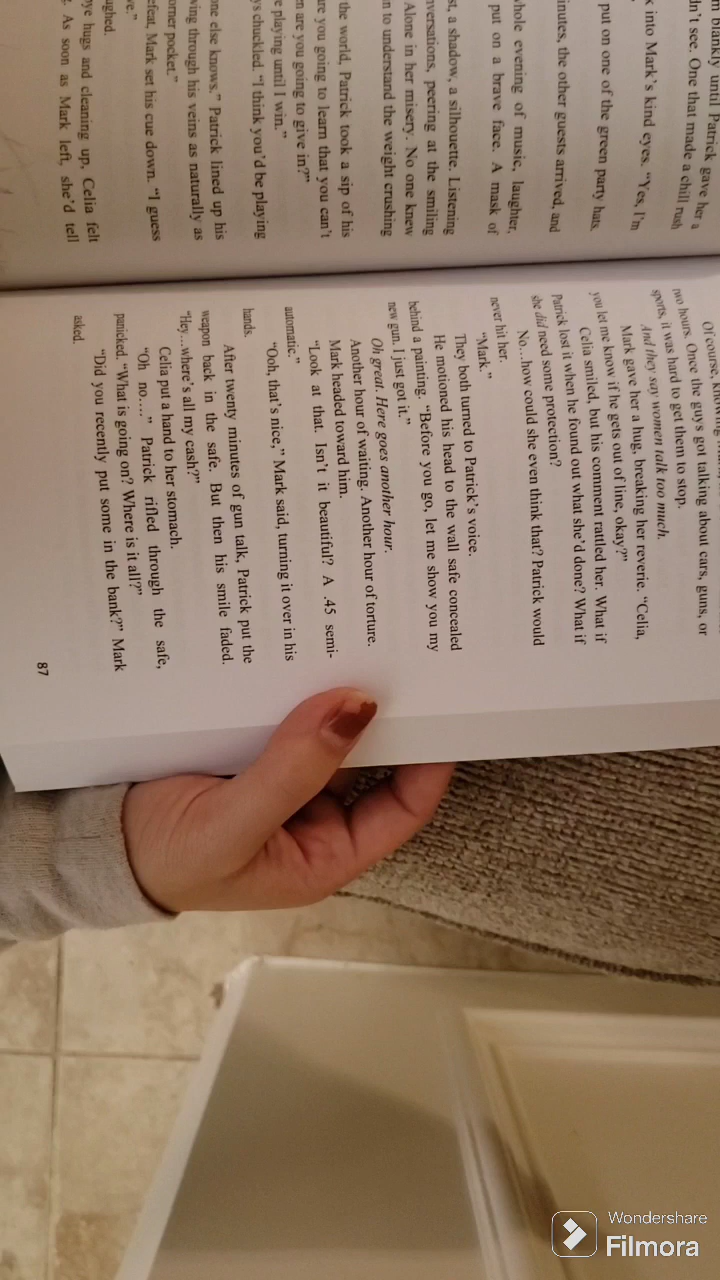 m blankly until Patrick gave her a
dn't see. One that made a chill rush
k into Mark's kind eyes. "Yes, I'm
put on one of the green party hats.
inutes, the other guests arrived, and
whole evening of music, laughter,
put on a brave face. A mask of
st, a shadow, a silhouette. Listening
nversations, peering at the smiling
Alone in her misery. No one knew
n to understand the weight crushing
the world, Patrick took a sip of his
re you going to learn that you can't
en are you going to give in?"
e playing until I win."
ys chuckled. "I think you'd be playing
one else knows." Patrick lined up his
ving through his veins as naturally as
orner pocket."
efeat, Mark set his cue down. "I guess
ve."
ughed.
ye hugs and cleaning up, Celia felt
g. As soon as Mark left, she'd tell
Of course, knowing
two hours. Once the guys got talking about cars, guns, or
sports, it was hard to get them to stop.
And they say women talk too much.
Mark gave her a hug, breaking her reverie. "Celia,
you let me know if he gets out of line, okay?"
Celia smiled, but his comment rattled her. What if
Patrick lost it when he found out what she'd done? What if
she did need some protection?
No…how could she even think that? Patrick would
never hit her.
"Mark."
They both turned to Patrick's voice.
He motioned his head to the wall safe concealed
behind a painting. "Before you go, let me show you my
new gun. I just got it."
Oh great. Here goes another hour.
Another hour of waiting. Another hour of torture.
Mark headed toward him.
"Look at that. Isn't it beautiful? A .45 semi-
automatic."
"Ooh, that's nice," Mark said, turning it over in his
hands.
After twenty minutes of gun talk, Patrick put the
weapon back in the safe. But then his smile faded.
"Hey…where's all my cash?"
Celia put a hand to her stomach.
"Oh no…." Patrick rifled through the safe,
panicked. "What is going on? Where is it all?"
"Did you recently put some in the bank?" Mark
asked.
87
Wondershare
Filmora